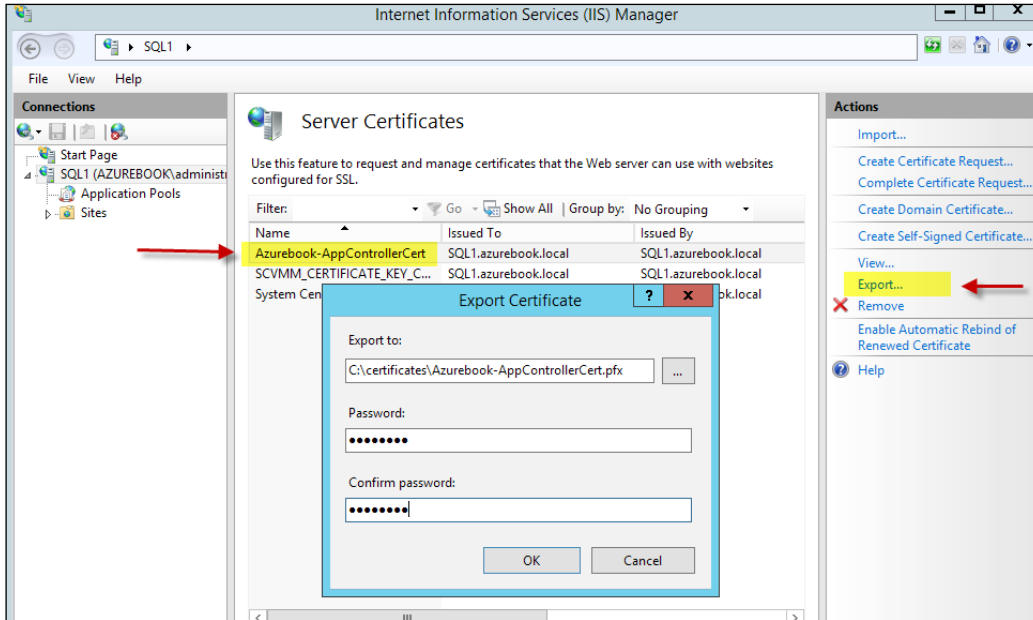 Internet Information Services (IIS) Manager
SQL1
File View Help
Connections
Start Page
SQL1 (AZUREBOOK\administr
Application Pools
Sites
Server Certificates
Use this feature to request and manage certificates that the Web server can use with websites
configured for SSL.
Filter: Go Show All Group by: No Grouping
Name Issued To Issued By
Azurebook-AppControllerCert SQL1.azurebook.local SQL1.azurebook.local
SCVMM_CERTIFICATE_KEY_C... SQL1.azurebook.local SQL1.azurebook.local
System Cen ok.local
Export Certificate
? x
Export to:
C:\certificates\Azurebook-AppControllerCert.pfx
...
Password:
●●●●●●●●
Confirm password:
●●●●●●●●
OK Cancel
Actions
Import...
Create Certificate Request...
Complete Certificate Request...
Create Domain Certificate...
Create Self-Signed Certificate...
View...
Export...
Remove
Enable Automatic Rebind of
Renewed Certificate
Help